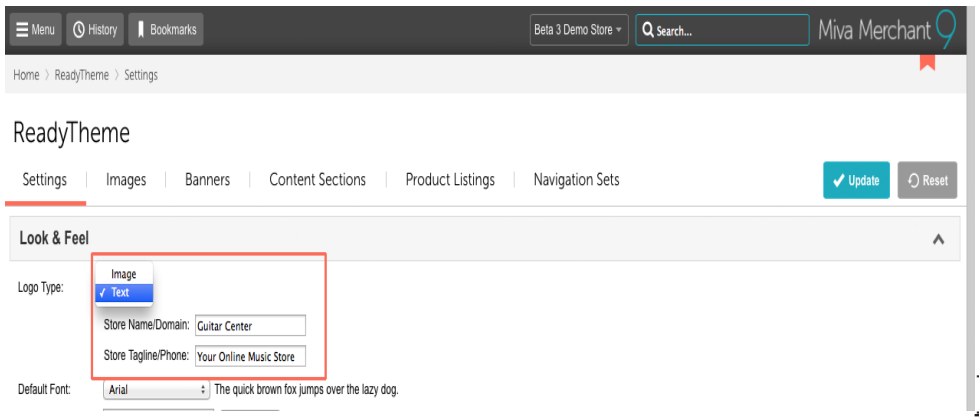 Menu History Bookmarks Beta 3 Demo Store Search... Miva Merchant 9
Home > ReadyTheme > Settings
ReadyTheme
Settings Images Banners Content Sections Product Listings Navigation Sets Update Reset
Look & Feel
Image
Logo Type: ✓ Text
Store Name/Domain: Guitar Center
Store Tagline/Phone: Your Online Music Store
Default Font: Arial The quick brown fox jumps over the lazy dog.